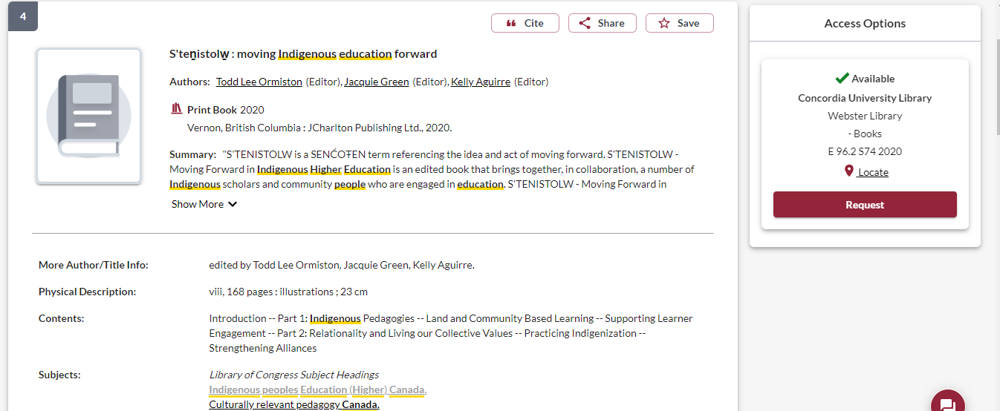 4
Cite Share Save
S'ten̲istolw̲ : moving Indigenous education forward
Authors: Todd Lee Ormiston (Editor), Jacquie Green (Editor), Kelly Aguirre (Editor)
Print Book 2020
Vernon, British Columbia : JCharlton Publishing Ltd., 2020.
Summary: "S'TENISTOLW is a SENĆOŦEN term referencing the idea and act of moving forward. S'TENISTOLW -
Moving Forward in Indigenous Higher Education is an edited book that brings together, in collaboration, a number of
Indigenous scholars and community people who are engaged in education. S'TENISTOLW - Moving Forward in
Show More
More Author/Title Info: edited by Todd Lee Ormiston, Jacquie Green, Kelly Aguirre.
Physical Description: viii, 168 pages : illustrations ; 23 cm
Contents: Introduction -- Part 1: Indigenous Pedagogies -- Land and Community Based Learning -- Supporting Learner
Engagement -- Part 2: Relationality and Living our Collective Values -- Practicing Indigenization --
Strengthening Alliances
Subjects: Library of Congress Subject Headings
Indigenous peoples Education (Higher) Canada.
Culturally relevant pedagogy Canada.
Access Options
Available
Concordia University Library
Webster Library
- Books
E 96.2 S74 2020
Locate
Request